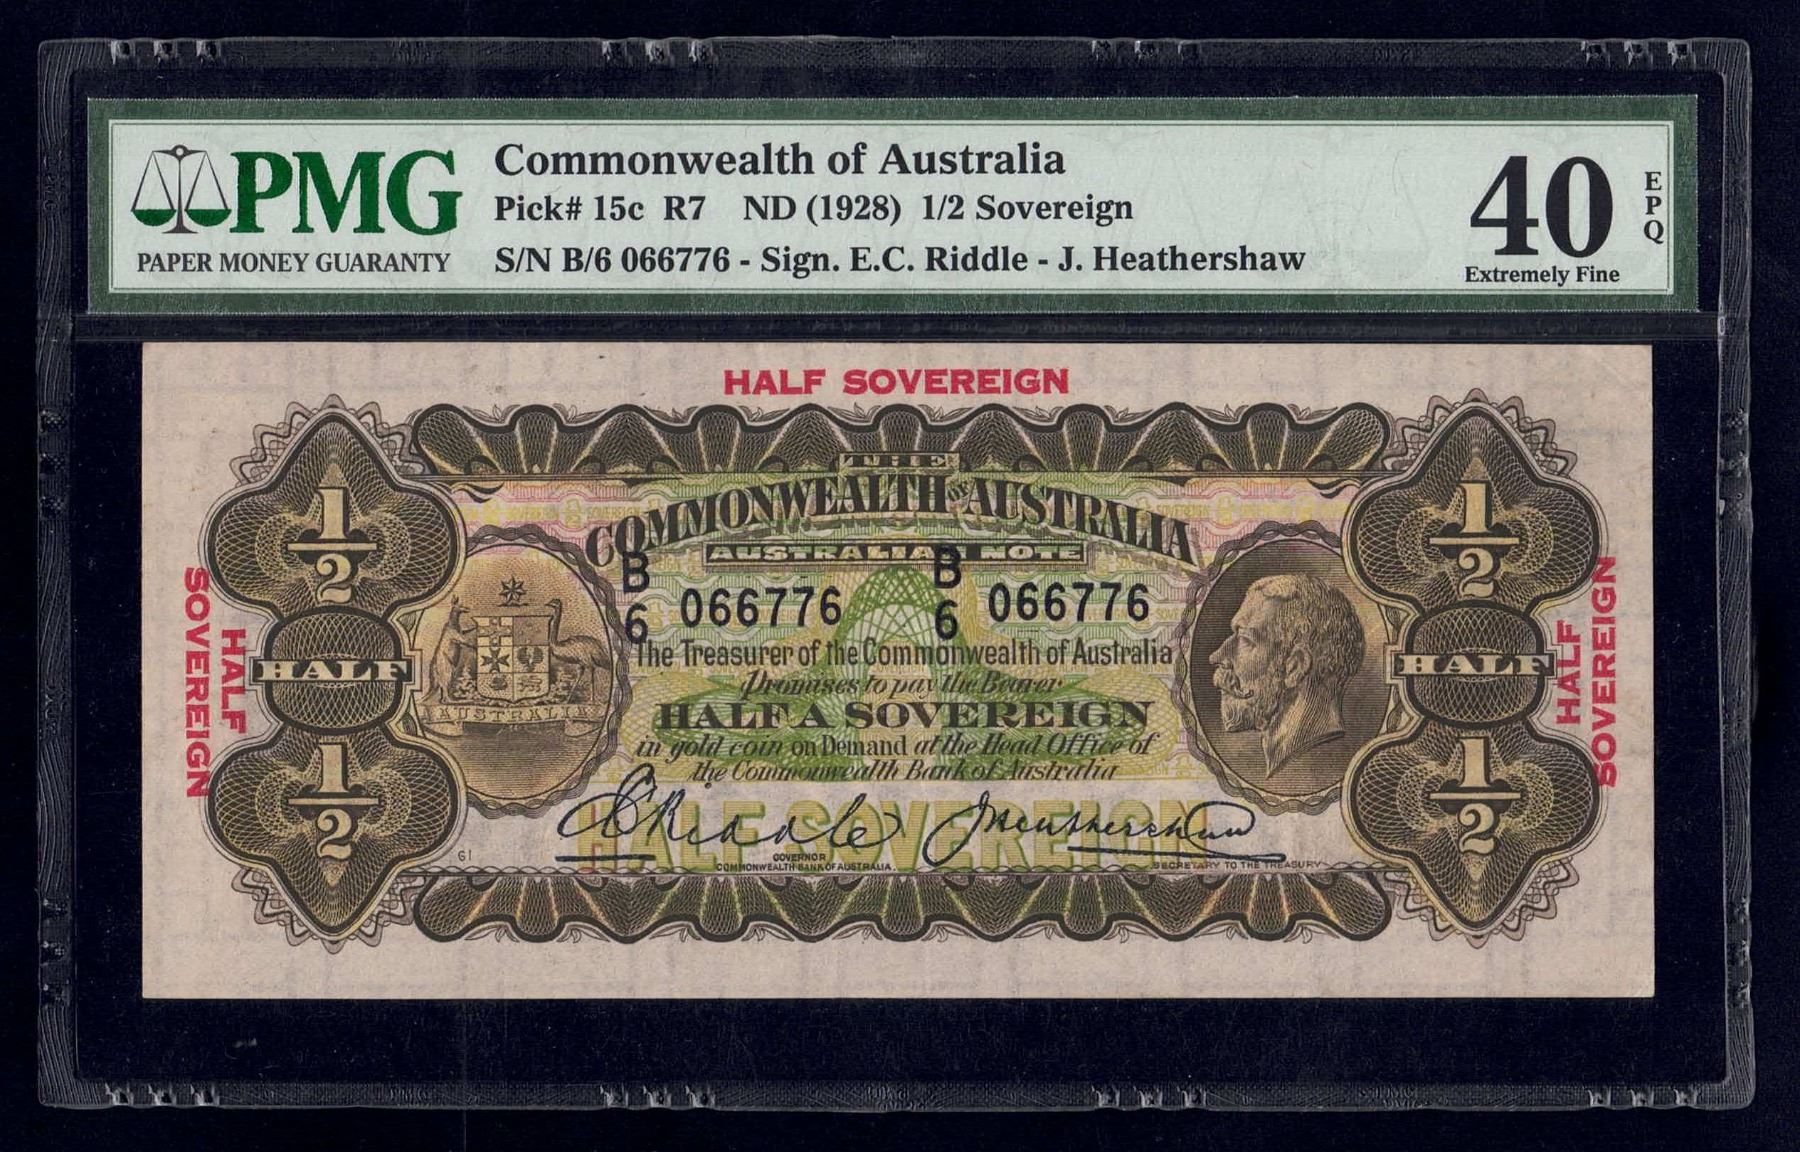 PMG
PAPER MONEY GUARANTY
Commonwealth of Australia
Pick# 15c R7 ND (1928) 1/2 Sovereign
S/N B/6 066776 - Sign. E.C. Riddle - J. Heathershaw
40
Extremely Fine
EPQ
HALF SOVEREIGN
THE
COMMONWEALTH OF AUSTRALIA
AUSTRALIAN NOTE
1/2
1/2
B/6 066776 B/6 066776
The Treasurer of the Commonwealth of Australia
Promises to pay the Bearer
HALF A SOVEREIGN
in gold coin on Demand at the Head Office of
the Commonwealth Bank of Australia
HALF SOVEREIGN
HALF
HALF
AUSTRALIA
HALF SOVEREIGN
HALF SOVEREIGN
1/2
1/2
C Riddle
J Heathershaw
G1
GOVERNOR
COMMONWEALTH BANK OF AUSTRALIA.
SECRETARY TO THE TREASURY